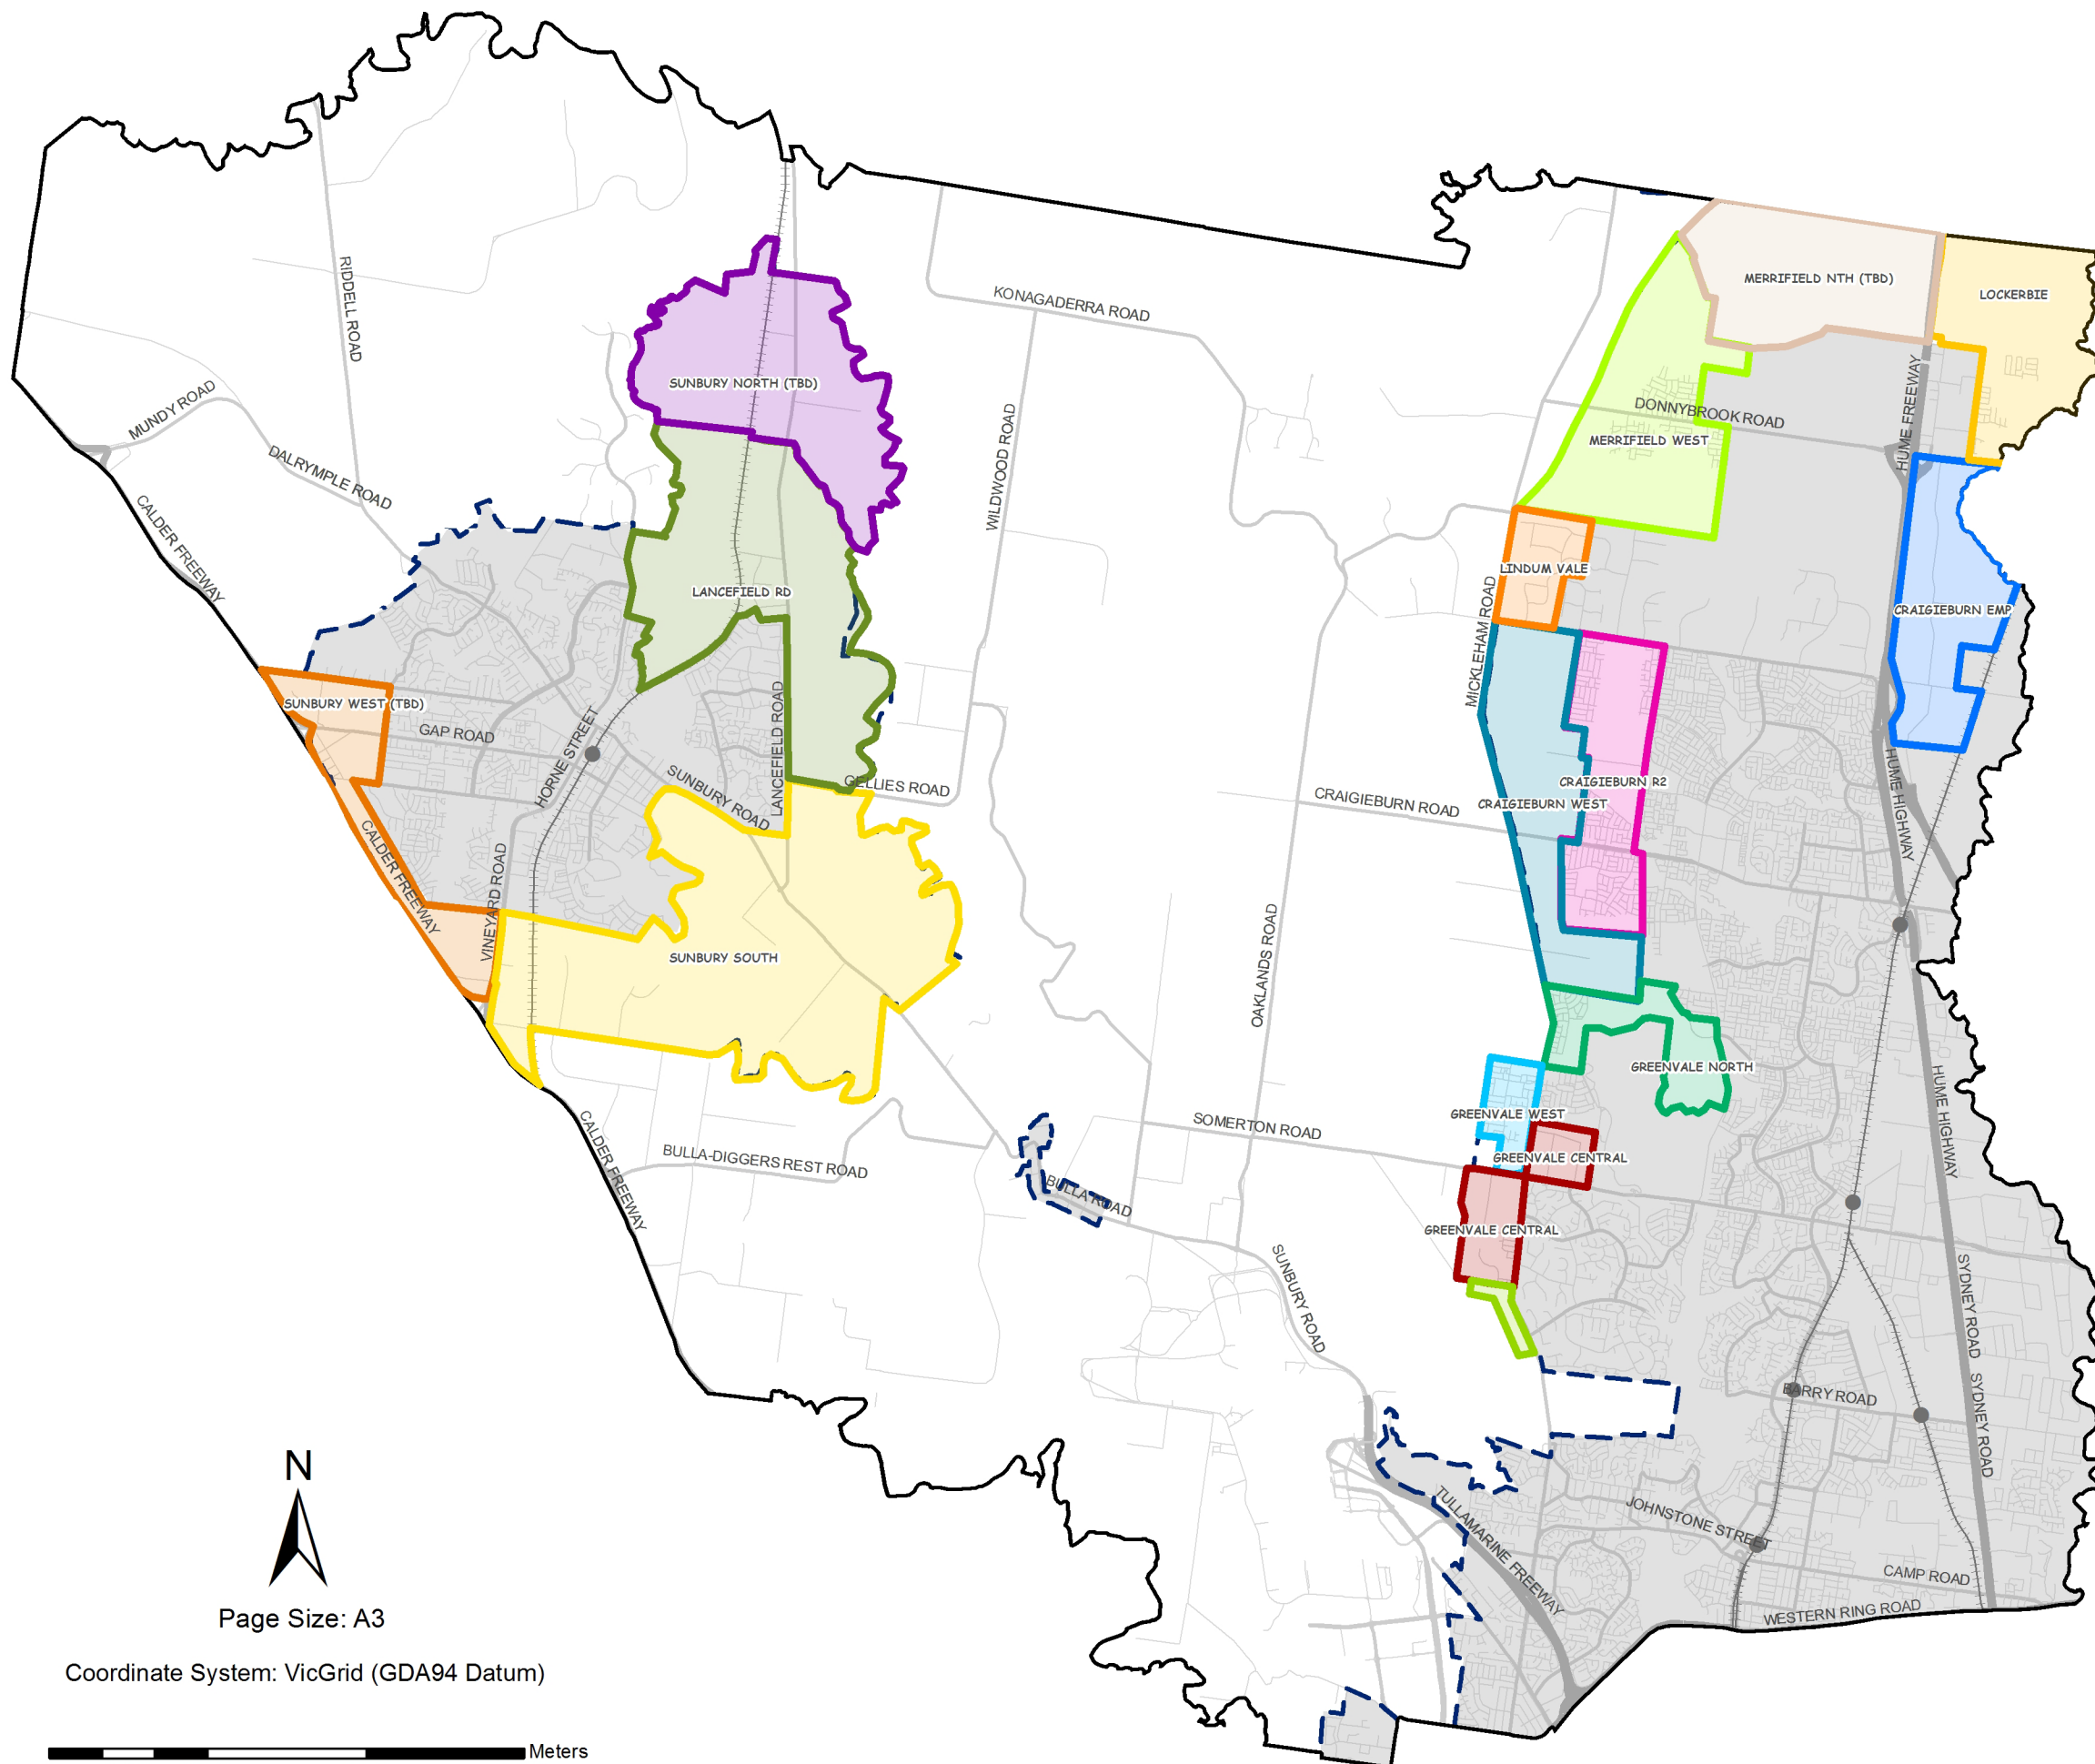 MERRIFIELD NTH (TBD)
LOCKERBIE
RIDDELL ROAD
KONAGADERRA ROAD
SUNBURY NORTH (TBD)
HUME FREEWAY
MUNDY ROAD
DONNYBROOK ROAD
MERRIFIELD WEST
WILDWOOD ROAD
DALRYMPLE ROAD
CALDER FREEWAY
LINDUM VALE
LANCEFIELD RD
CRAIGIEBURN EMP
MICKLEHAM ROAD
SUNBURY WEST (TBD)
GAP ROAD
HORNE STREET
LANCEFIELD ROAD
SUNBURY ROAD
GELLIES ROAD
CRAIGIEBURN R2
CRAIGIEBURN WEST
CRAIGIEBURN ROAD
HUME HIGHWAY
CALDER FREEWAY
VINEYARD ROAD
SUNBURY SOUTH
OAKLANDS ROAD
GREENVALE NORTH
GREENVALE WEST
HUME HIGHWAY
SOMERTON ROAD
CALDER FREEWAY
BULLA-DIGGERS REST ROAD
GREENVALE CENTRAL
BULLA ROAD
GREENVALE CENTRAL
SUNBURY ROAD
SYDNEY ROAD
SYDNEY ROAD
BARRY ROAD
N
TULLAMARINE FREEWAY
JOHNSTONE STREET
CAMP ROAD
WESTERN RING ROAD
Page Size: A3
Coordinate System: VicGrid (GDA94 Datum)
Meters